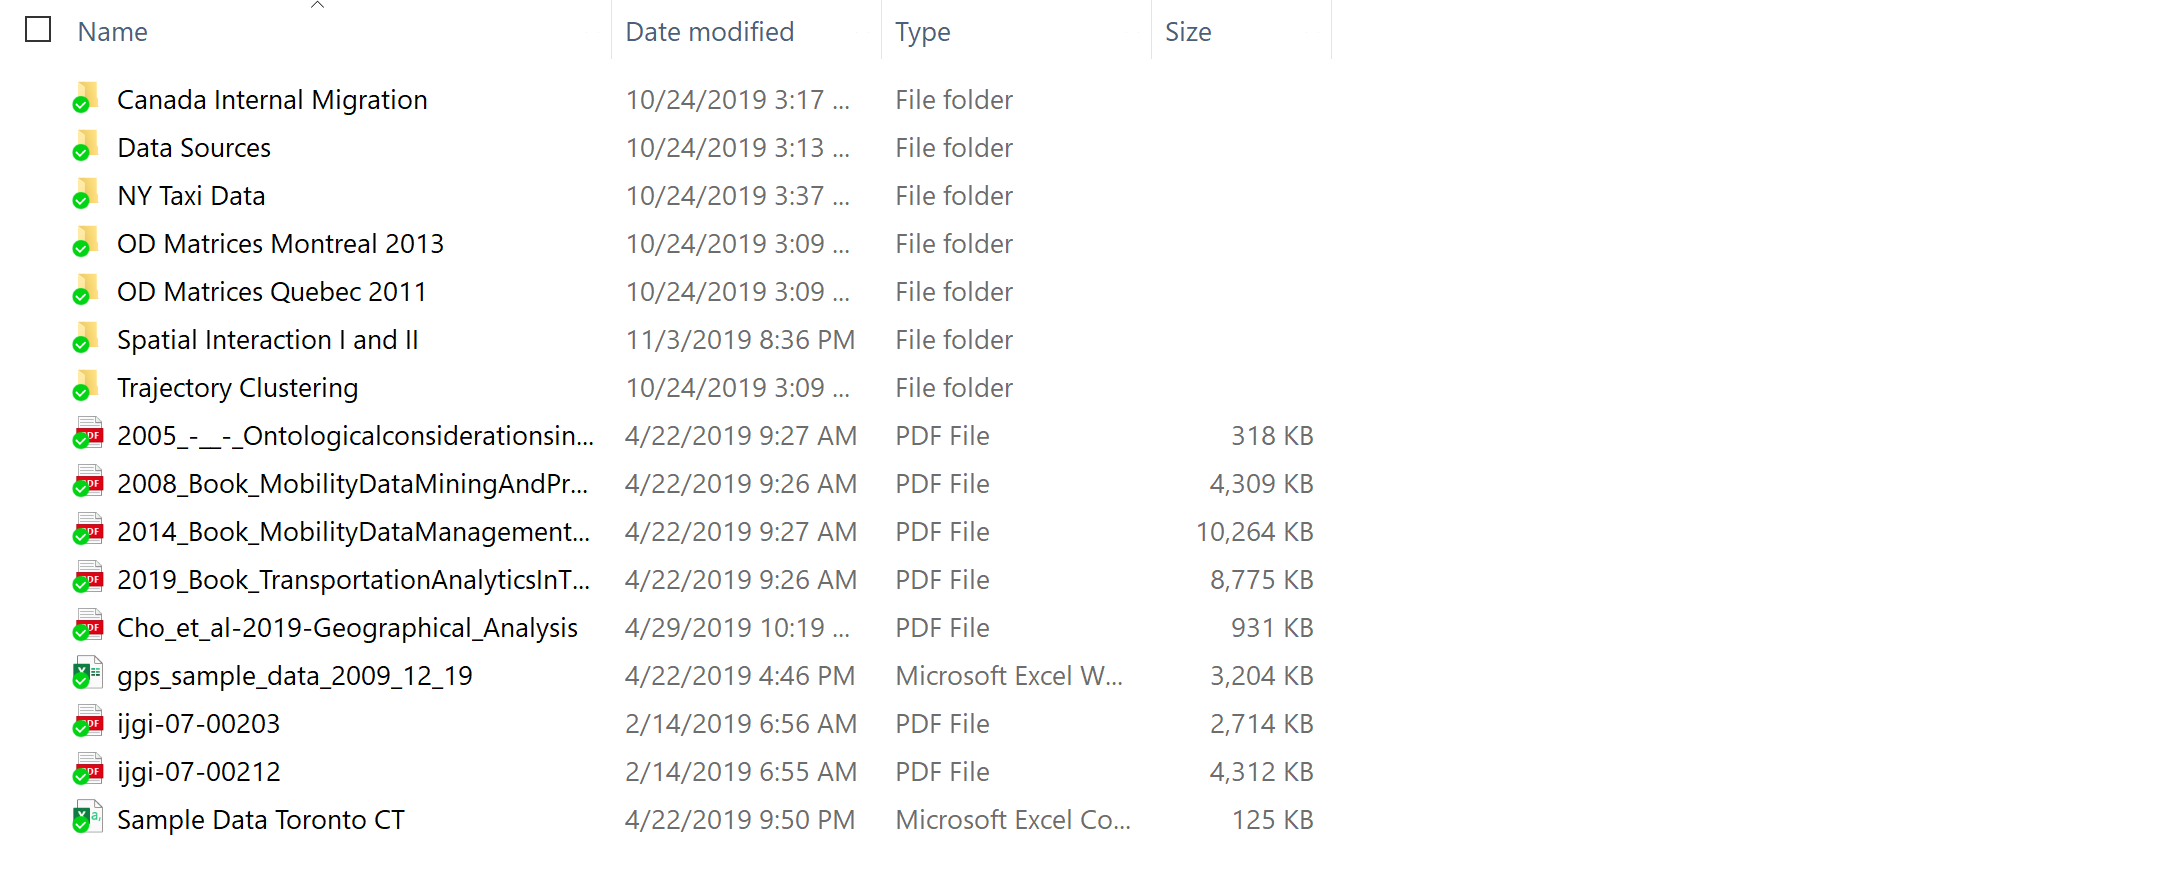 Name Date modified Type Size
Canada Internal Migration 10/24/2019 3:17 ... File folder
Data Sources 10/24/2019 3:13 ... File folder
NY Taxi Data 10/24/2019 3:37 ... File folder
OD Matrices Montreal 2013 10/24/2019 3:09 ... File folder
OD Matrices Quebec 2011 10/24/2019 3:09 ... File folder
Spatial Interaction I and II 11/3/2019 8:36 PM File folder
Trajectory Clustering 10/24/2019 3:09 ... File folder
2005_-__-_Ontologicalconsiderationsin... 4/22/2019 9:27 AM PDF File 318 KB
2008_Book_MobilityDataMiningAndPr... 4/22/2019 9:26 AM PDF File 4,309 KB
2014_Book_MobilityDataManagement... 4/22/2019 9:27 AM PDF File 10,264 KB
2019_Book_TransportationAnalyticsInT... 4/22/2019 9:26 AM PDF File 8,775 KB
Cho_et_al-2019-Geographical_Analysis 4/29/2019 10:19 ... PDF File 931 KB
gps_sample_data_2009_12_19 4/22/2019 4:46 PM Microsoft Excel W... 3,204 KB
ijgi-07-00203 2/14/2019 6:56 AM PDF File 2,714 KB
ijgi-07-00212 2/14/2019 6:55 AM PDF File 4,312 KB
Sample Data Toronto CT 4/22/2019 9:50 PM Microsoft Excel Co... 125 KB